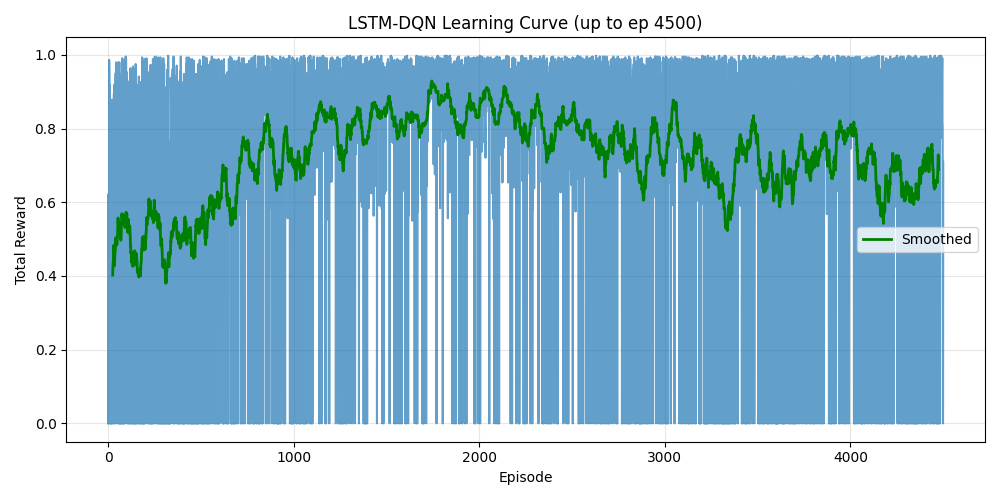 LSTM-DQN Learning Curve (up to ep 4500)
1.0
0.8
0.6
0.4
0.2
0.0
Total Reward
Smoothed
0 1000 2000 3000 4000
Episode